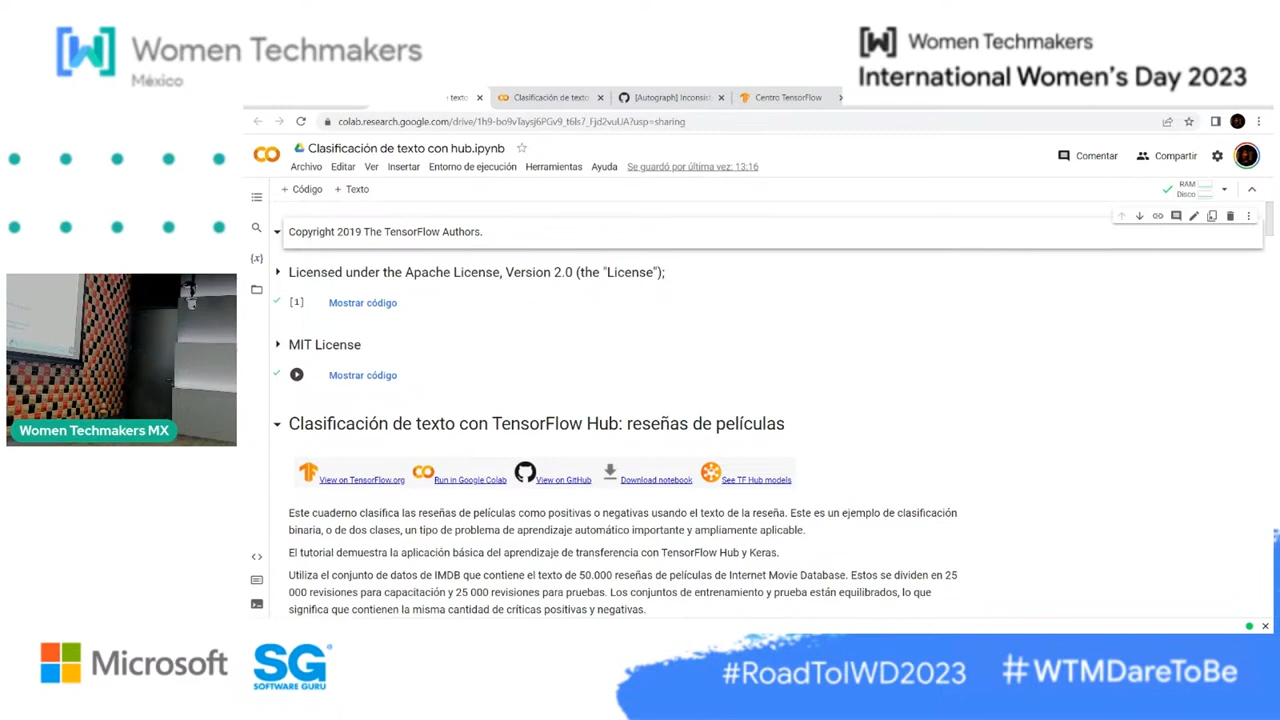 Women Techmakers
México
Women Techmakers
International Women's Day 2023
texto
Clasificación de texto
[Autograph] Inconsist
Centro TensorFlow
colab.research.google.com/drive/1h9-bo9vTaysj6PGv9_t6ls7_Fjd2vuUA?usp=sharing
Clasificación de texto con hub.ipynb
Comentar
Compartir
Archivo Editar Ver Insertar Entorno de ejecución Herramientas Ayuda Se guardó por última vez: 13:16
+ Código + Texto
RAM
Disco
Copyright 2019 The TensorFlow Authors.
Licensed under the Apache License, Version 2.0 (the "License");
[1] Mostrar código
MIT License
Mostrar código
Clasificación de texto con TensorFlow Hub: reseñas de películas
View on TensorFlow.org Run in Google Colab View on GitHub Download notebook See TF Hub models
Este cuaderno clasifica las reseñas de películas como positivas o negativas usando el texto de la reseña. Este es un ejemplo de clasificación
binaria, o de dos clases, un tipo de problema de aprendizaje automático importante y ampliamente aplicable.
El tutorial demuestra la aplicación básica del aprendizaje de transferencia con TensorFlow Hub y Keras.
Utiliza el conjunto de datos de IMDB que contiene el texto de 50.000 reseñas de películas de Internet Movie Database. Estos se dividen en 25
000 revisiones para capacitación y 25 000 revisiones para pruebas. Los conjuntos de entrenamiento y prueba están equilibrados, lo que
significa que contienen la misma cantidad de críticas positivas y negativas.
Women Techmakers MX
Microsoft
SG
SOFTWARE GURU
#RoadToIWD2023
#WTMDareToBe